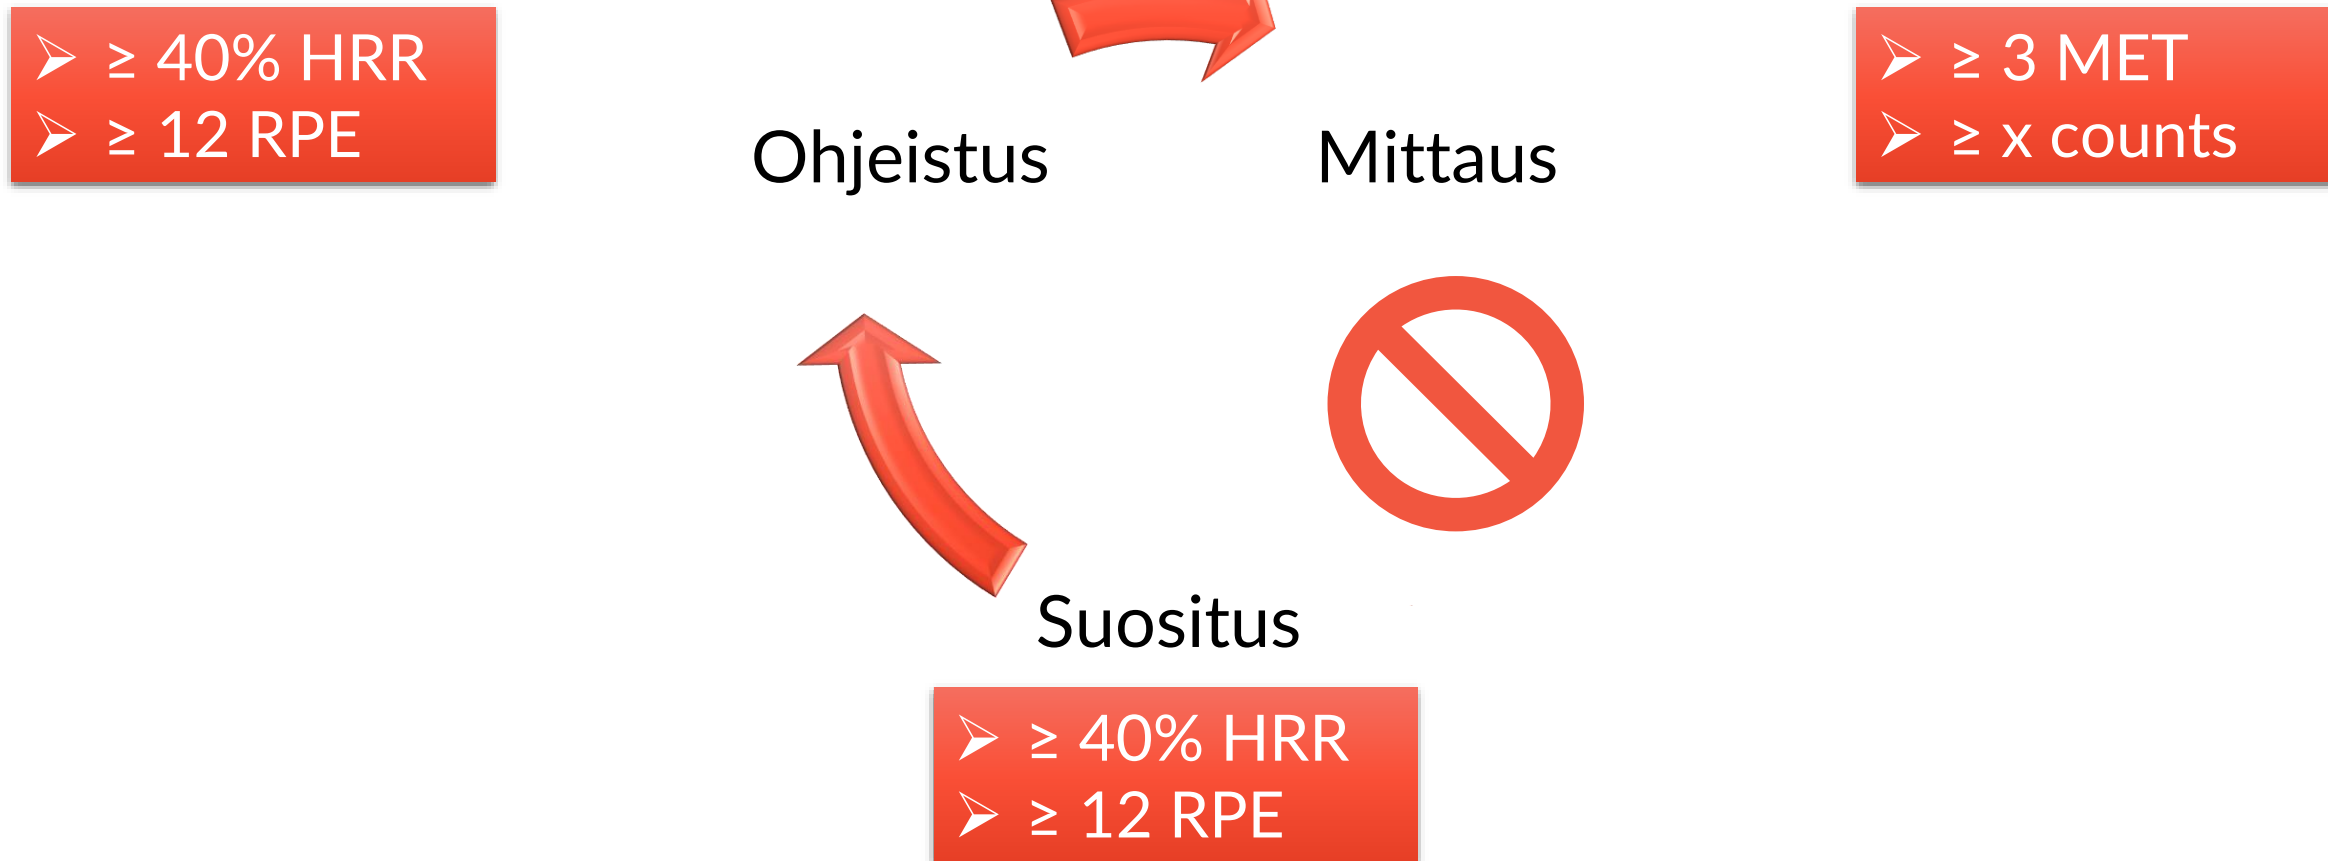 ≥ 40% HRR
≥ 12 RPE
Ohjeistus
Mittaus
≥ 3 MET
≥ x counts
Suositus
≥ 40% HRR
≥ 12 RPE